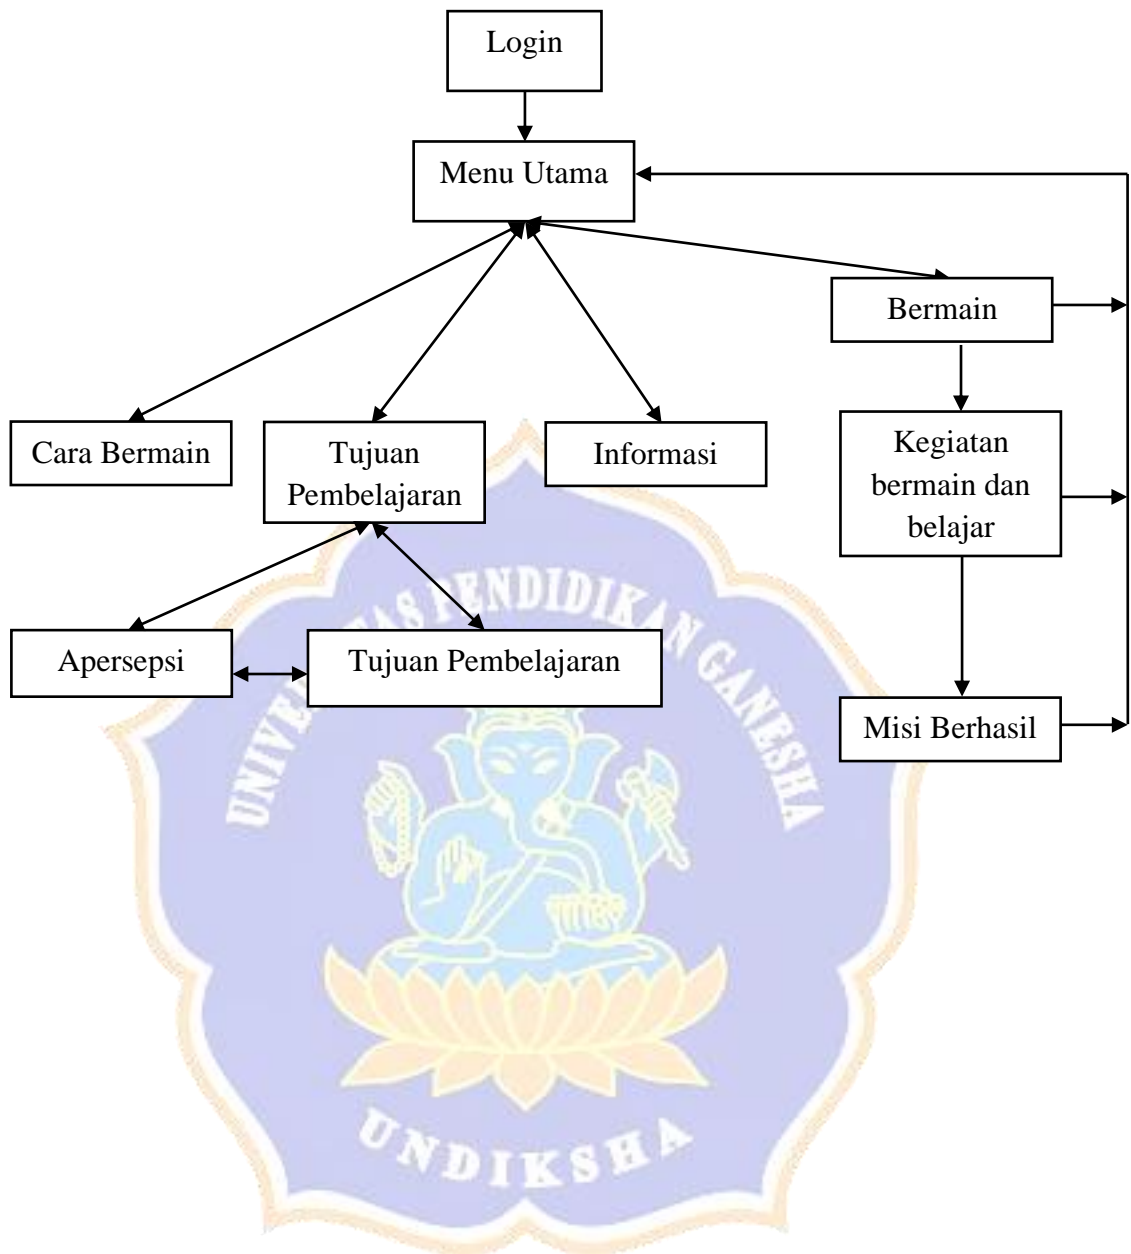 Login
Menu Utama
Bermain
Cara Bermain
Tujuan
Pembelajaran
Informasi
Kegiatan
bermain dan
belajar
Apersepsi
Tujuan Pembelajaran
Misi Berhasil
UNIVERSITAS PENDIDIKAN GANESHA
UNDIKSHA